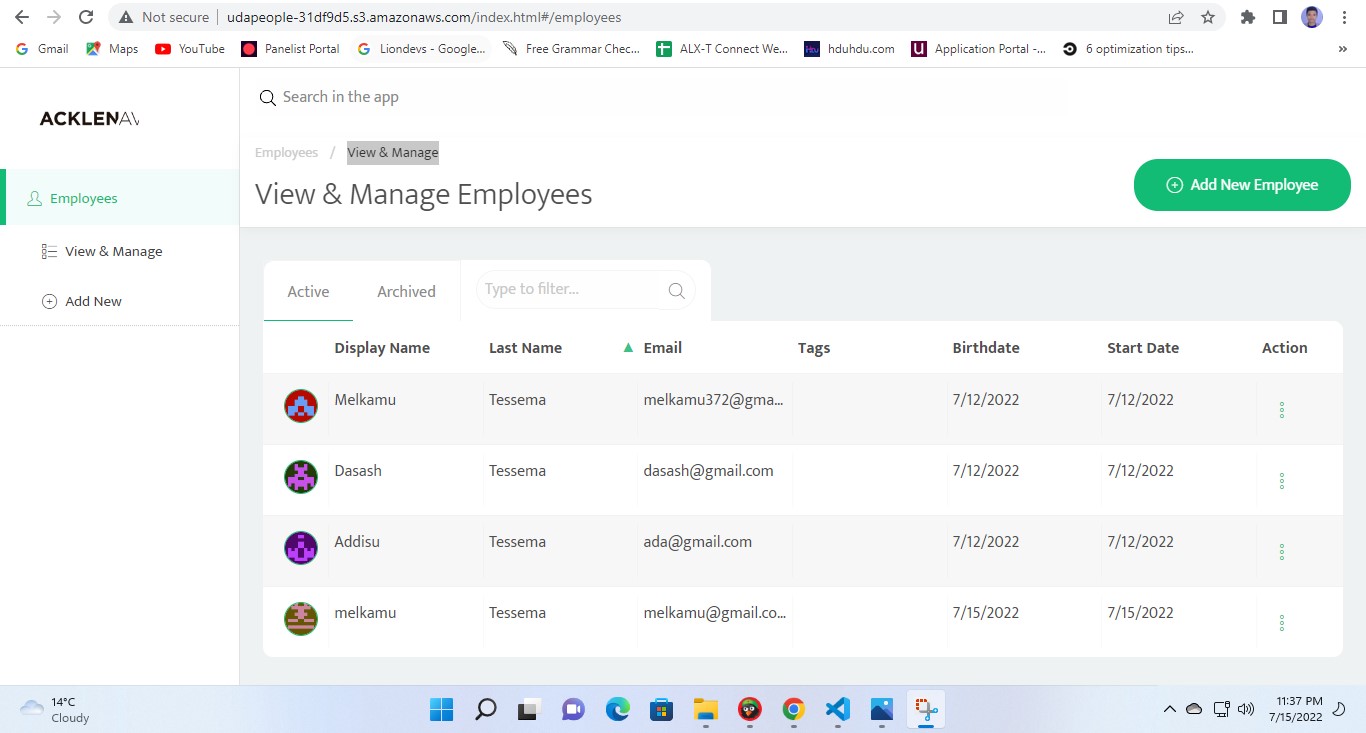 Not secure udapeople-31df9d5.s3.amazonaws.com/index.html#/employees
Gmail Maps YouTube Panelist Portal Liondevs - Google... Free Grammar Chec... ALX-T Connect We... hduhdu.com Application Portal -... 6 optimization tips... »
ACKLENAV
Search in the app
Employees / View & Manage
View & Manage Employees
Add New Employee
Employees
View & Manage
Add New
Active Archived Type to filter...
Display Name Last Name Email Tags Birthdate Start Date Action
Melkamu Tessema melkamu372@gma... 7/12/2022 7/12/2022
Dasash Tessema dasash@gmail.com 7/12/2022 7/12/2022
Addisu Tessema ada@gmail.com 7/12/2022 7/12/2022
melkamu Tessema melkamu@gmail.co... 7/15/2022 7/15/2022
14°C
Cloudy
11:37 PM
7/15/2022